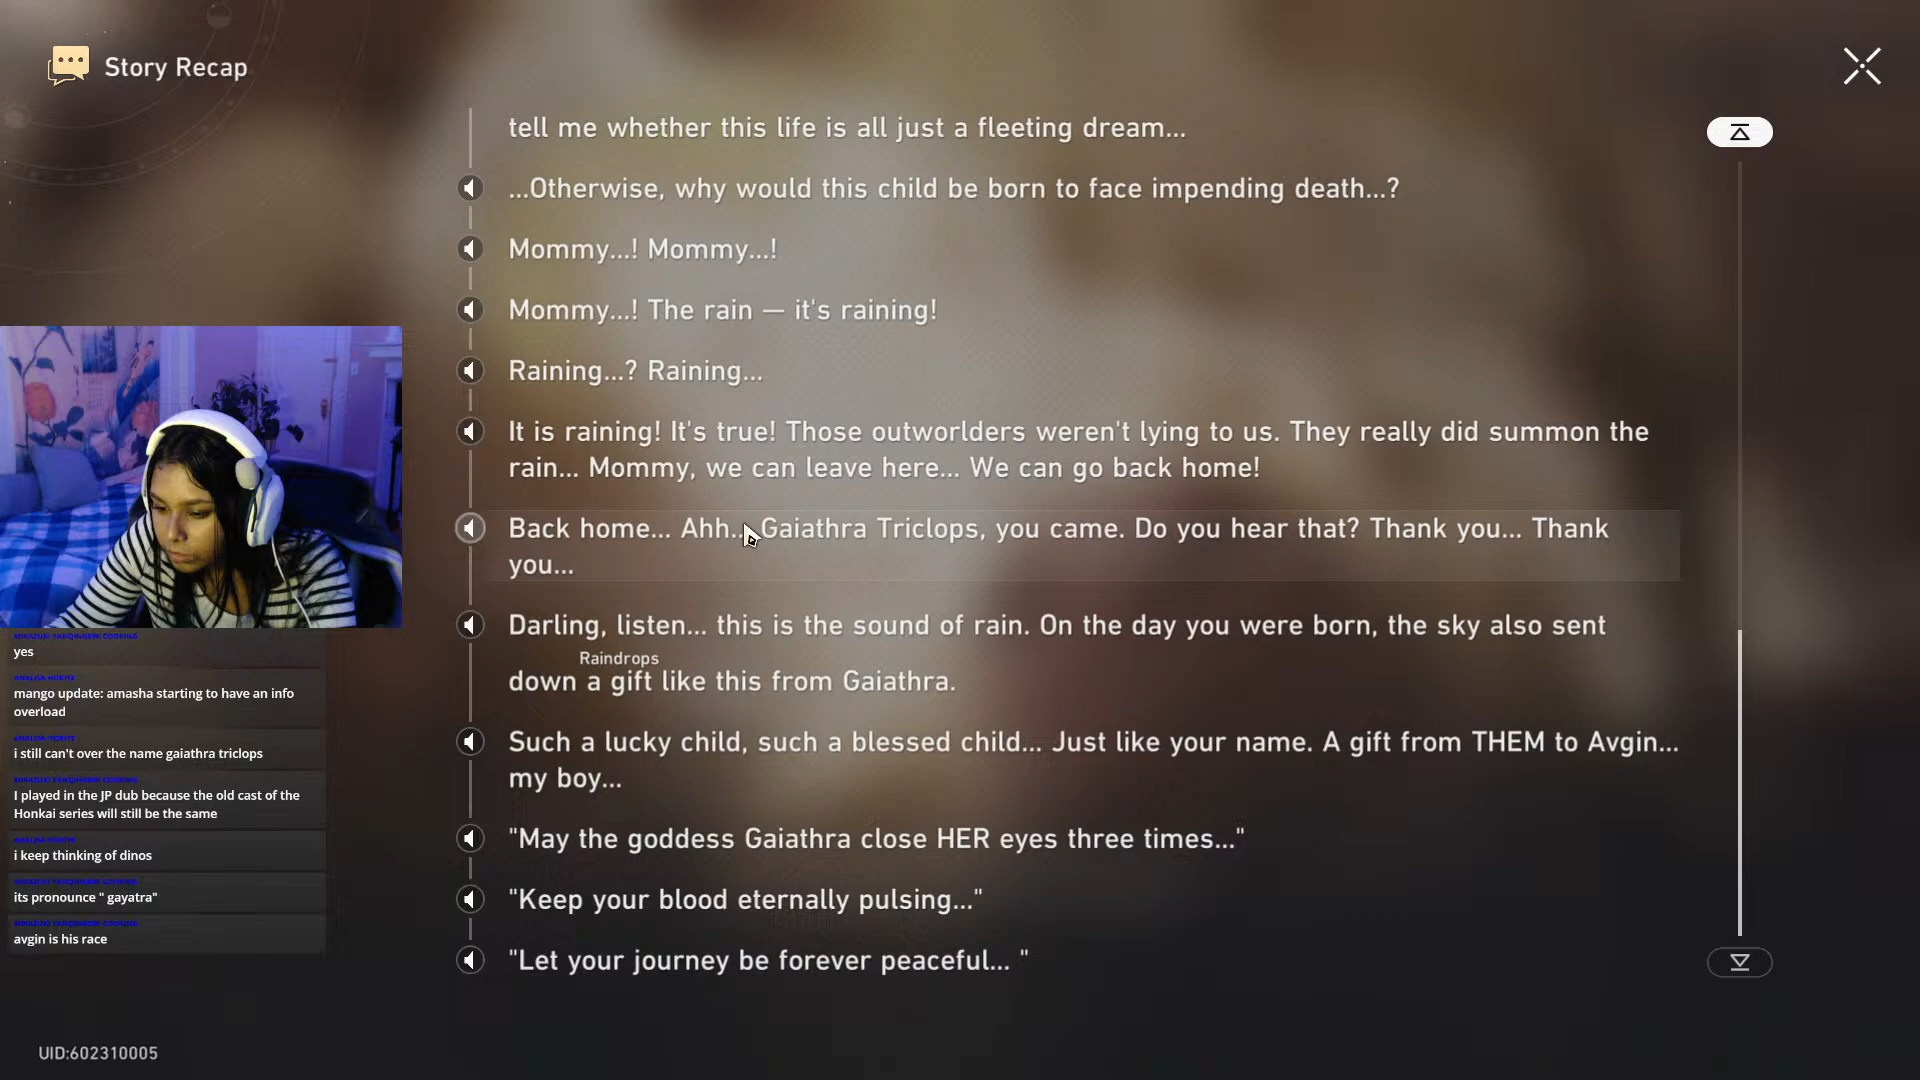 Story Recap
tell me whether this life is all just a fleeting dream...
...Otherwise, why would this child be born to face impending death...?
Mommy...! Mommy...!
Mommy...! The rain — it's raining!
Raining...? Raining...
It is raining! It's true! Those outworlders weren't lying to us. They really did summon the
rain... Mommy, we can leave here... We can go back home!
Back home... Ahh... Gaiathra Triclops, you came. Do you hear that? Thank you... Thank
you...
Darling, listen... this is the sound of rain. On the day you were born, the sky also sent
Raindrops
down a gift like this from Gaiathra.
Such a lucky child, such a blessed child... Just like your name. A gift from THEM to Avgin...
my boy...
"May the goddess Gaiathra close HER eyes three times..."
"Keep your blood eternally pulsing..."
"Let your journey be forever peaceful... "
yes
mango update: amasha starting to have an info
overload
i still can't over the name gaiathra triclops
I played in the JP dub because the old cast of the
Honkai series will still be the same
i keep thinking of dinos
its pronounce " gayatra"
avgin is his race
UID:602310005